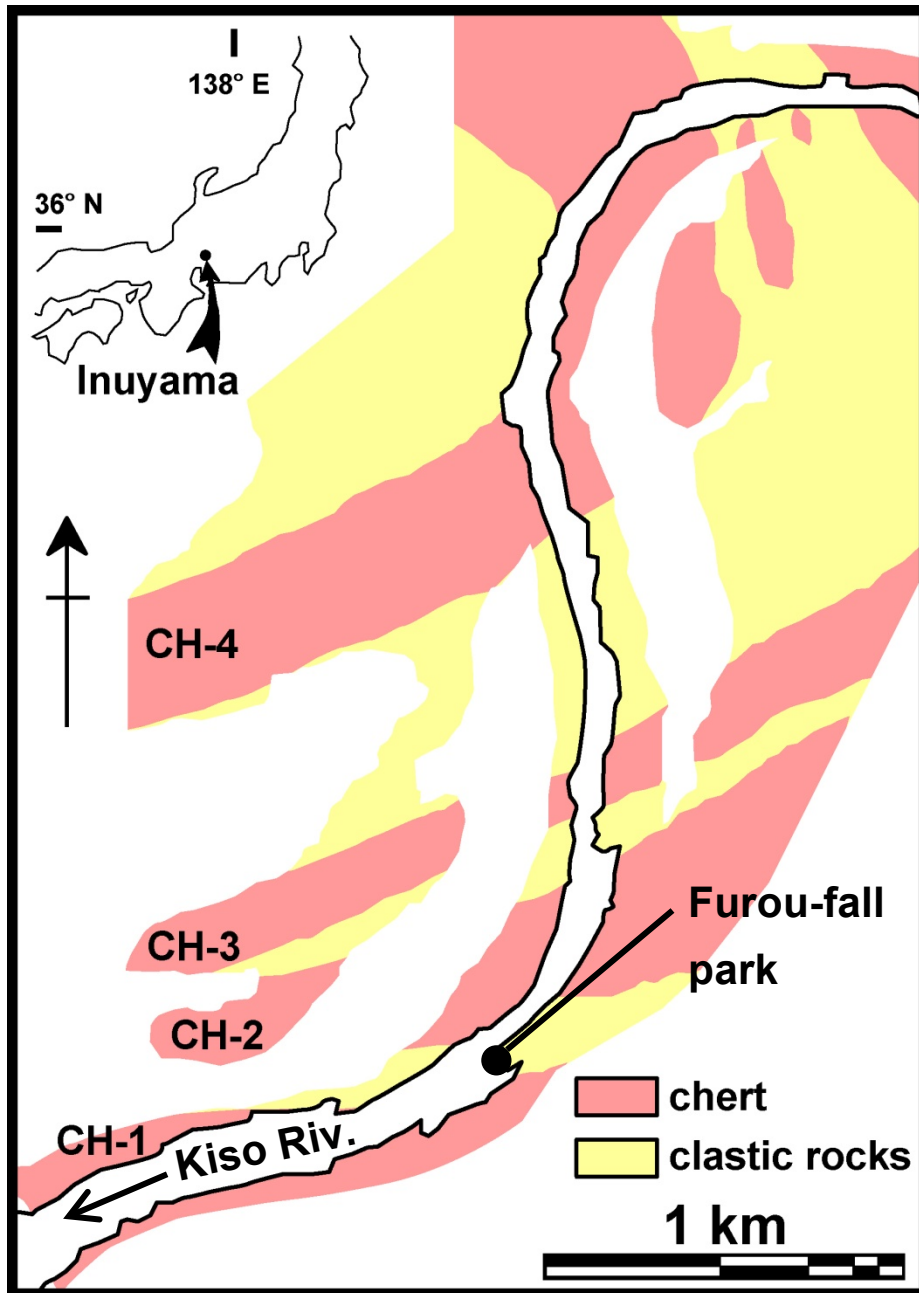 138° E
36° N
Inuyama
CH-4
CH-3
CH-2
CH-1
Kiso Riv.
Furou-fall
park
chert
clastic rocks
1 km